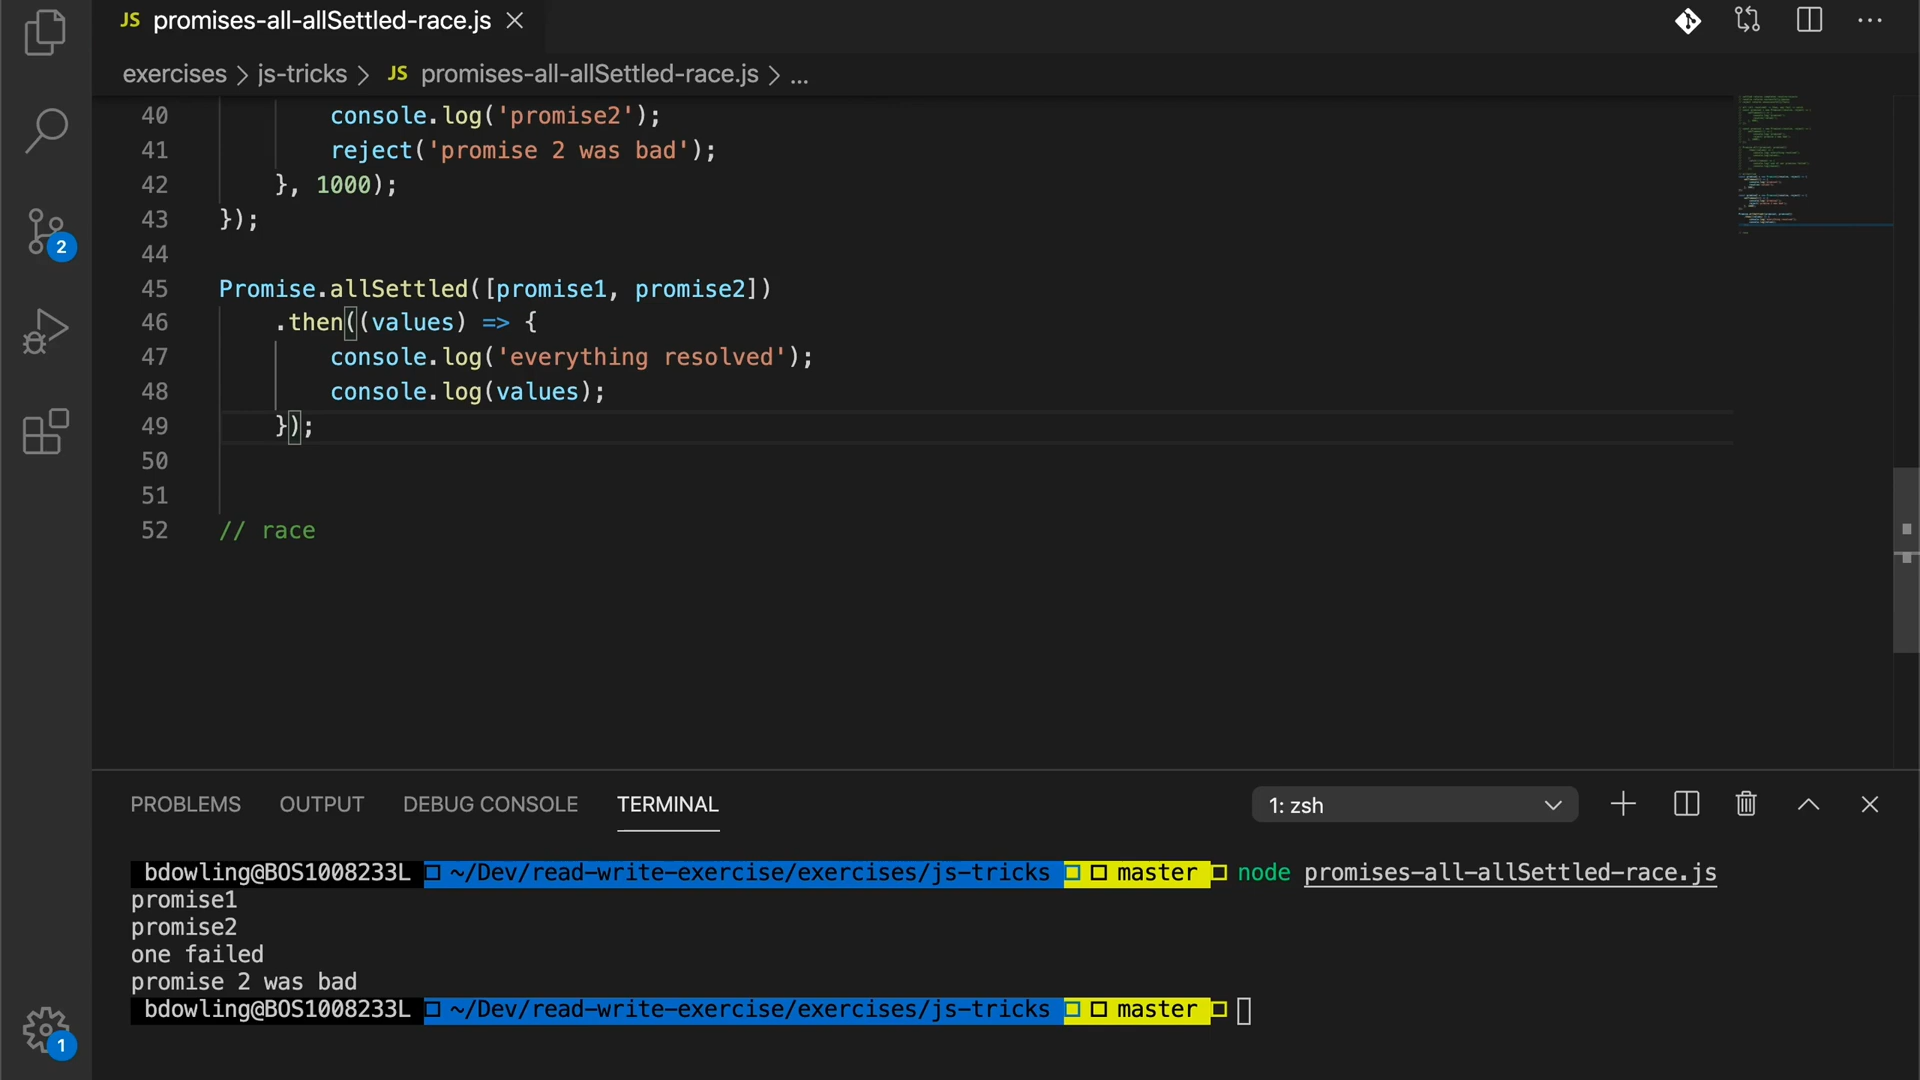 JS promises-all-allSettled-race.js
exercises > js-tricks > JS promises-all-allSettled-race.js > ...
40 console.log('promise2');
41 reject('promise 2 was bad');
42 }, 1000);
43 });
44
45 Promise.allSettled([promise1, promise2])
46 .then((values) => {
47 console.log('everything resolved');
48 console.log(values);
49 });
50
51
52 // race
2
1
PROBLEMS OUTPUT DEBUG CONSOLE TERMINAL 1: zsh
bdowling@BOS1008233L ~/Dev/read-write-exercise/exercises/js-tricks master node promises-all-allSettled-race.js
promise1
promise2
one failed
promise 2 was bad
bdowling@BOS1008233L ~/Dev/read-write-exercise/exercises/js-tricks master